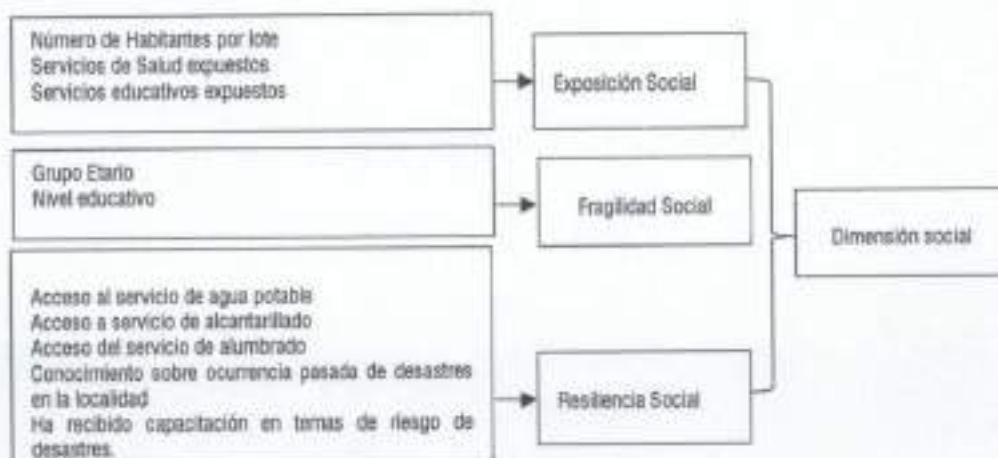 Número de Habitantes por lote
Servicios de Salud expuestos
Servicios educativos expuestos
Exposición Social
Grupo Etario
Nivel educativo
Fragilidad Social
Dimensión social
Acceso al servicio de agua potable
Acceso a servicio de alcantarillado
Acceso del servicio de alumbrado
Conocimiento sobre ocurrencia pasada de desastres
en la localidad
Ha recibido capacitación en temas de riesgo de
desastres.
Resiliencia Social